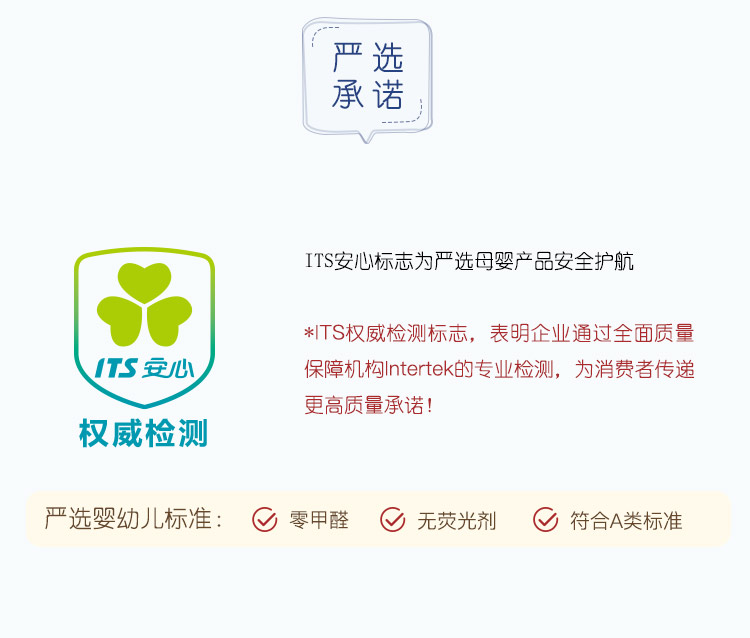 严选
承诺
ITS安心标志为严选母婴产品安全护航
*ITS权威检测标志，表明企业通过全面质量
保障机构Intertek的专业检测，为消费者传递
更高质量承诺！
ITS 安心
权威检测
严选婴幼儿标准：  零甲醛  无荧光剂  符合A类标准